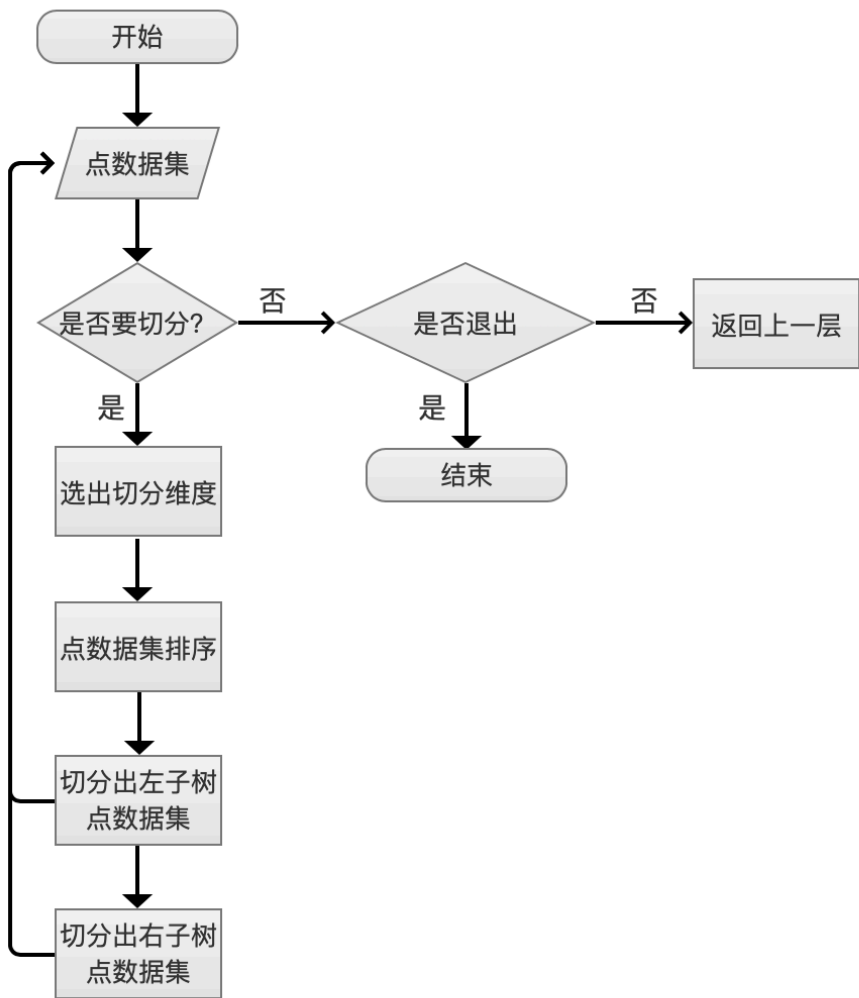 开始
点数据集
是否要切分?
否
是否退出
否
返回上一层
是
是
结束
选出切分维度
点数据集排序
切分出左子树
点数据集
切分出右子树
点数据集